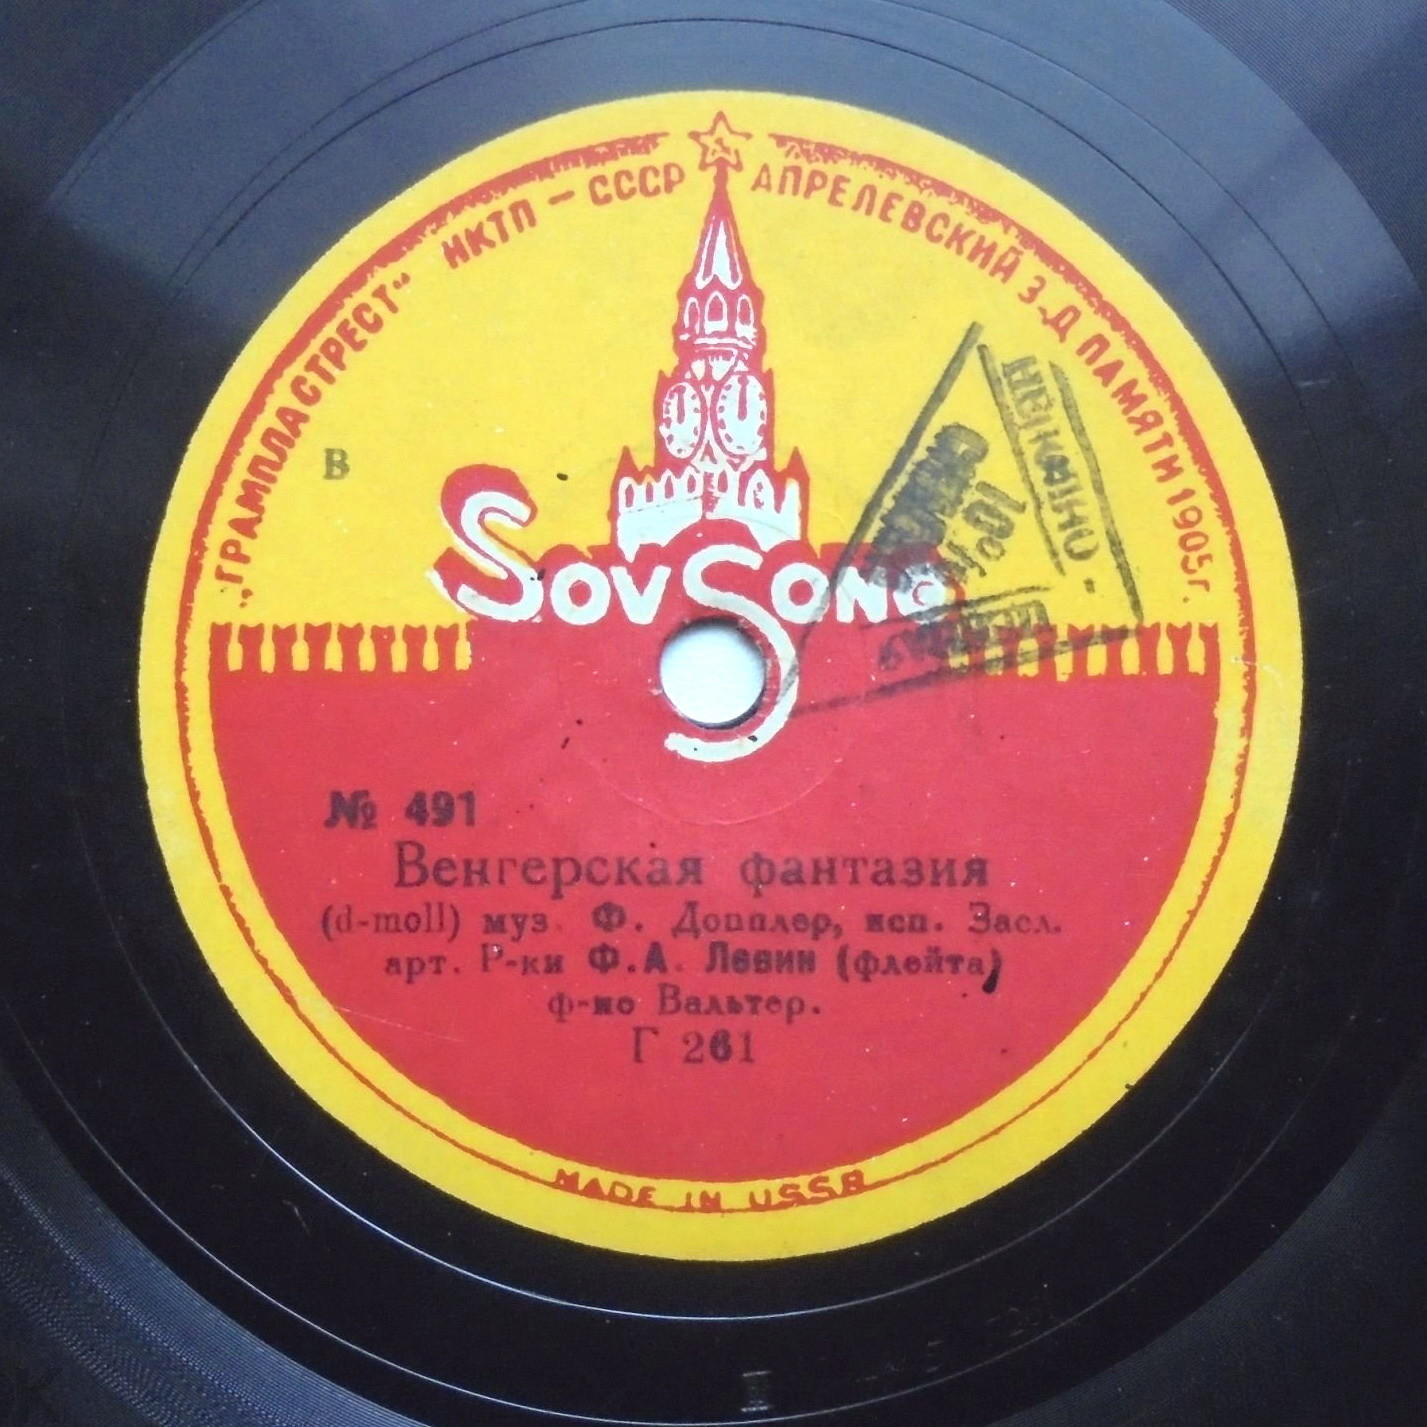 „ГРАМПЛАСТРЕСТ“ НКТП — СССР
АПРЕЛЕВСКИЙ З-Д ПАМЯТИ 1905 г.
В
SovSong
№ 491
Венгерская фантазия
(d-moll) муз. Ф. Допплер, исп. Засл.
арт. Р-ки Ф.А. Левин (флейта)
ф-но Вальтер.
Г 261
MADE IN USSR